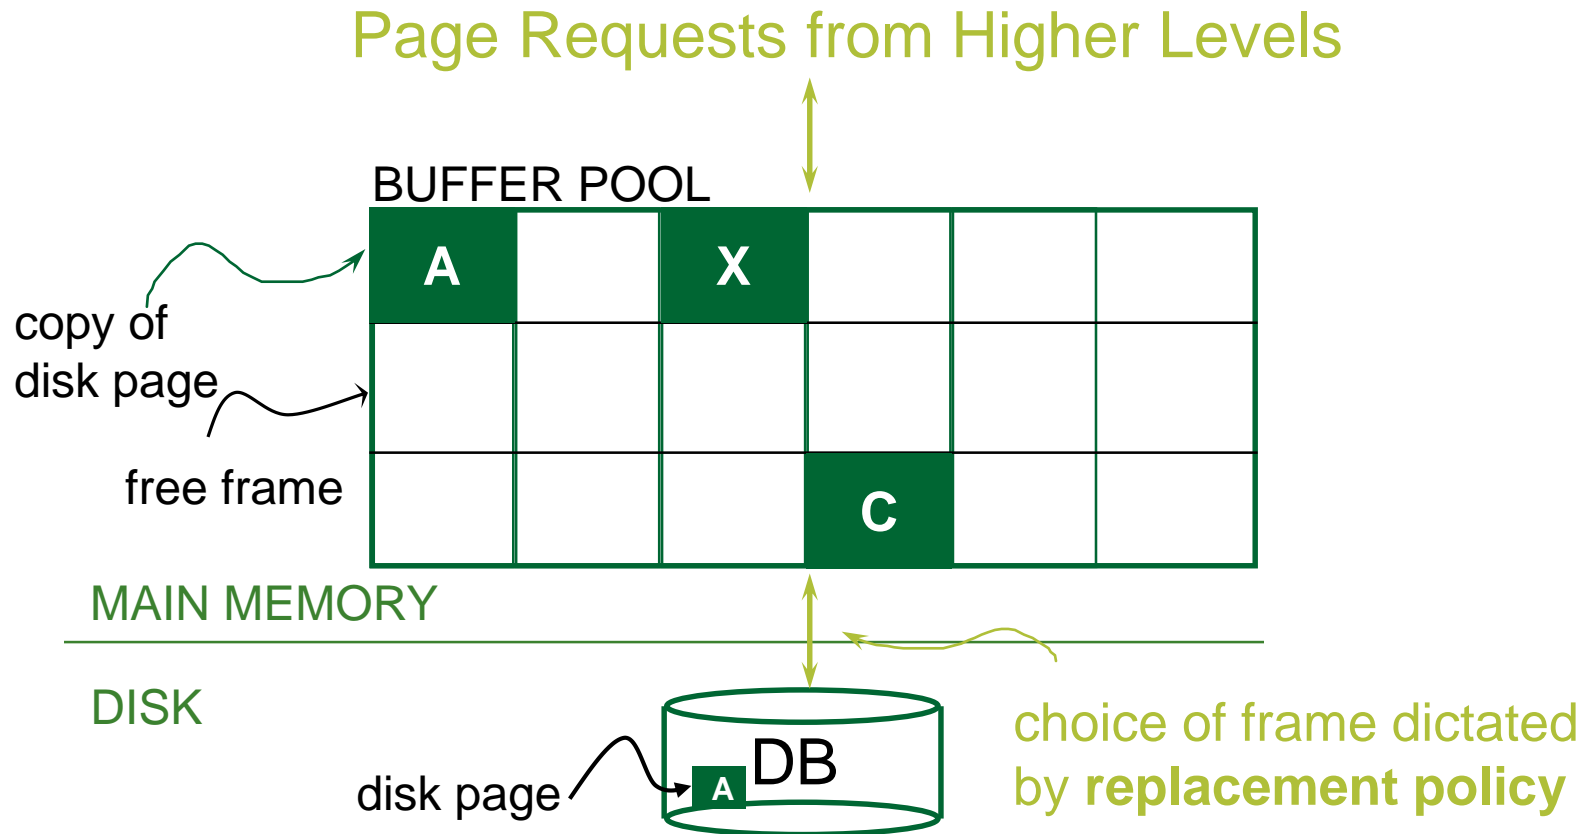 Page Requests from Higher Levels
BUFFER POOL
A
X
copy of
disk page
free frame
C
MAIN MEMORY
DISK
DB
A
disk page
choice of frame dictated
by replacement policy